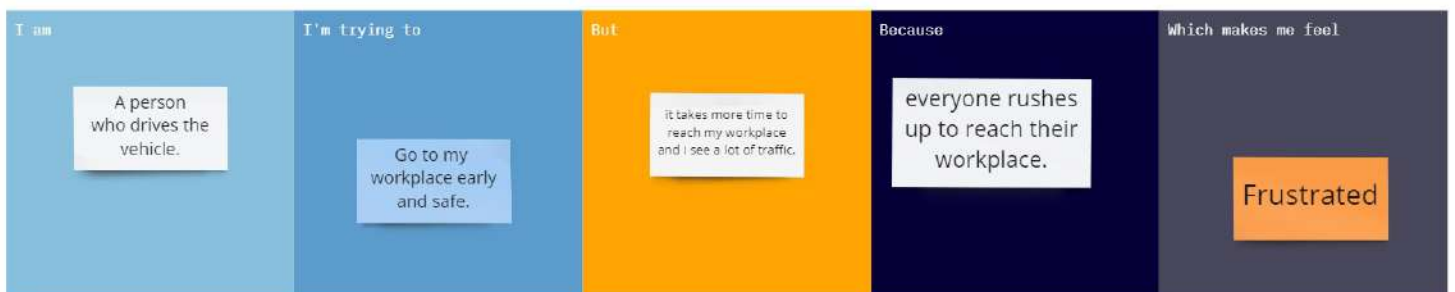 I am
A person
who drives the
vehicle.
I'm trying to
Go to my
workplace early
and safe.
But
it takes more time to
reach my workplace
and i see a lot of traffic.
Because
everyone rushes
up to reach their
workplace.
Which makes me feel
Frustrated